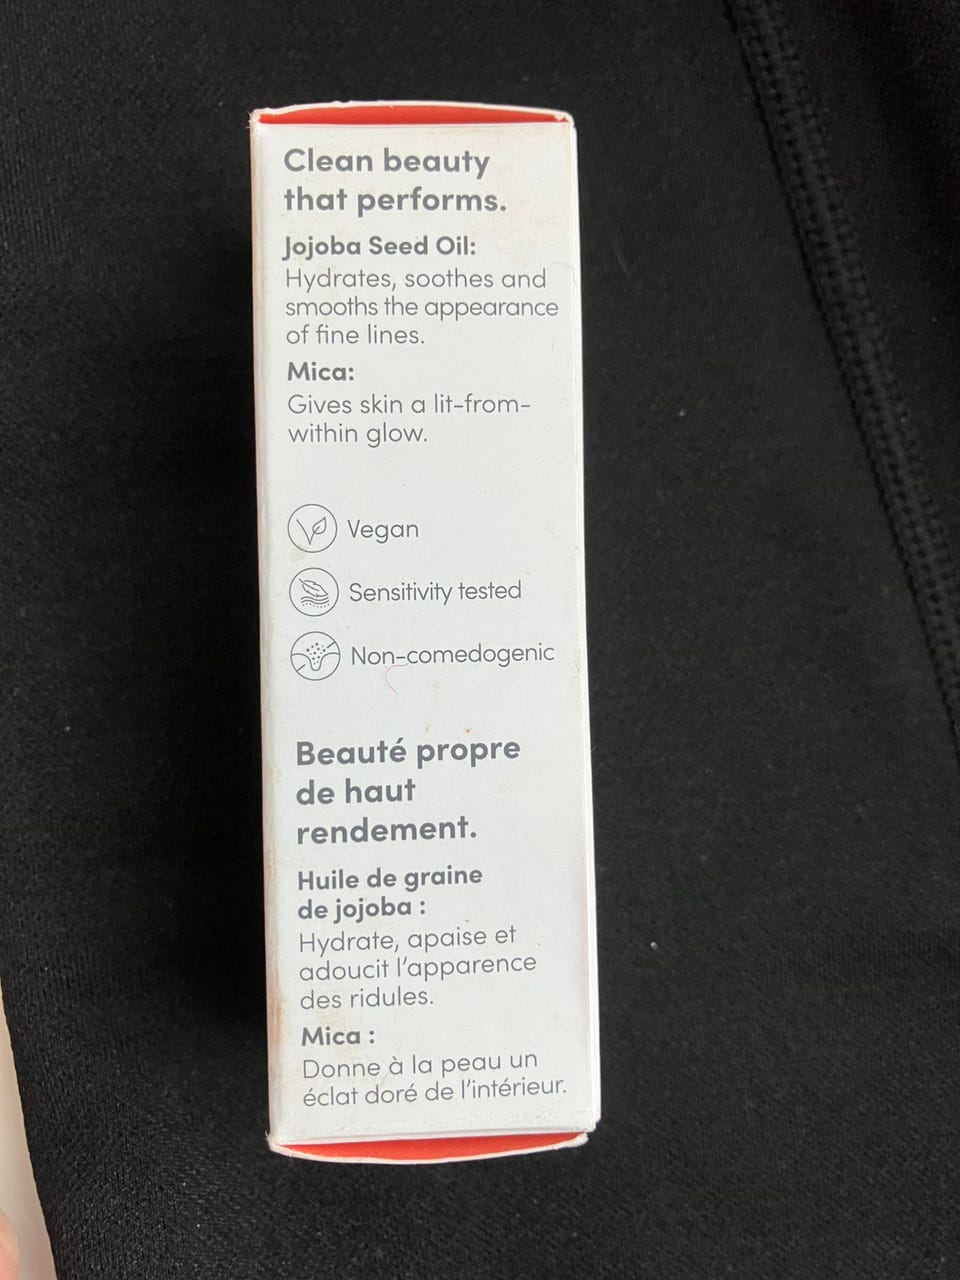 Clean beauty
that performs.
Jojoba Seed Oil:
Hydrates, soothes and
smooths the appearance
of fine lines.
Mica:
Gives skin a lit-from-
within glow.
Vegan
Sensitivity tested
Non-comedogenic
Beauté propre
de haut
rendement.
Huile de graine
de jojoba :
Hydrate, apaise et
adoucit l'apparence
des ridules.
Mica :
Donne à la peau un
éclat doré de l'intérieur.